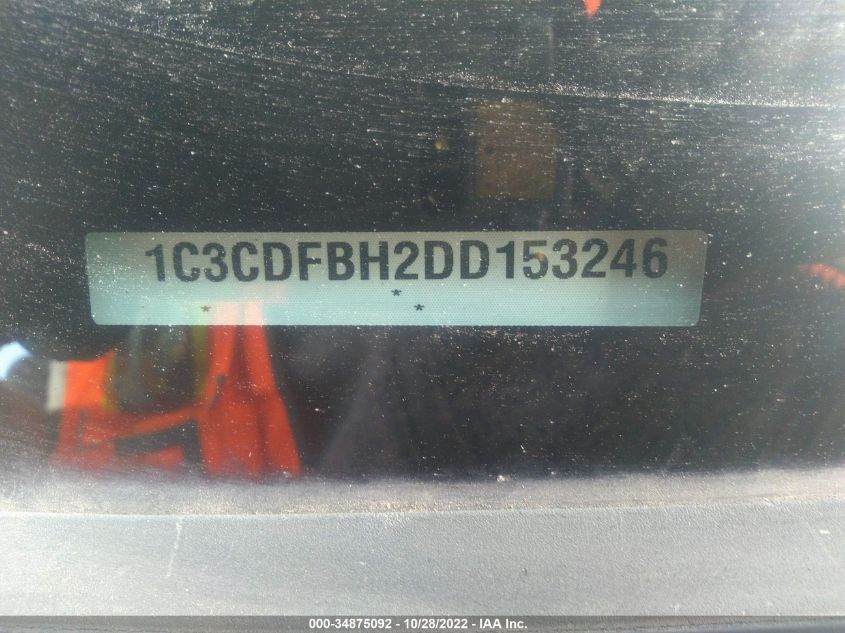 1C3CDFBH2DD153246
*
* *
000-34875092 - 10/28/2022 - IAA Inc.